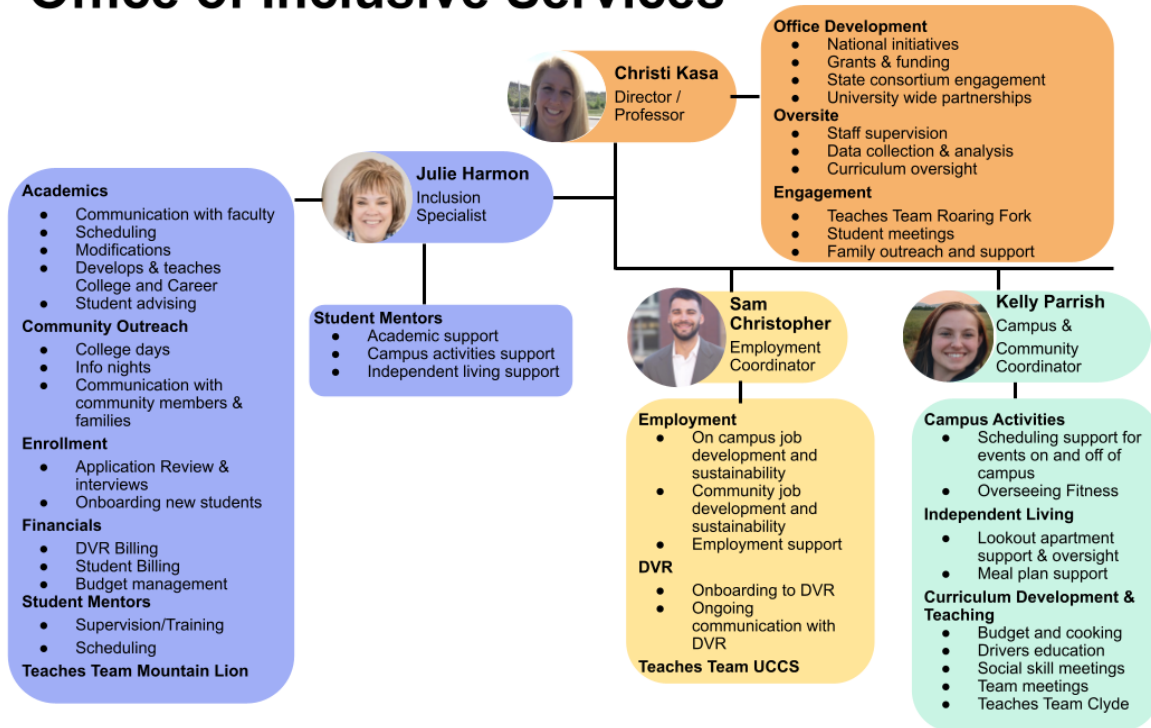 Office of Inclusive Services
Christi Kasa
Director /
Professor
Office Development
● National initiatives
● Grants & funding
● State consortium engagement
● University wide partnerships
Oversite
● Staff supervision
● Data collection & analysis
● Curriculum oversight
Engagement
● Teaches Team Roaring Fork
● Student meetings
● Family outreach and support
Julie Harmon
Inclusion
Specialist
Academics
● Communication with faculty
● Scheduling
● Modifications
● Develops & teaches
College and Career
● Student advising
Community Outreach
● College days
● Info nights
● Communication with
community members &
families
Enrollment
● Application Review &
interviews
● Onboarding new students
Financials
● DVR Billing
● Student Billing
● Budget management
Student Mentors
● Supervision/Training
● Scheduling
Teaches Team Mountain Lion
Student Mentors
● Academic support
● Campus activities support
● Independent living support
Sam
Christopher
Employment
Coordinator
Employment
● On campus job
development and
sustainability
● Community job
development and
sustainability
● Employment support
DVR
● Onboarding to DVR
● Ongoing
communication with
DVR
Teaches Team UCCS
Kelly Parrish
Campus &
Community
Coordinator
Campus Activities
● Scheduling support for
events on and off of
campus
● Overseeing Fitness
Independent Living
● Lookout apartment
support & oversight
● Meal plan support
Curriculum Development &
Teaching
● Budget and cooking
● Drivers education
● Social skill meetings
● Team meetings
● Teaches Team Clyde